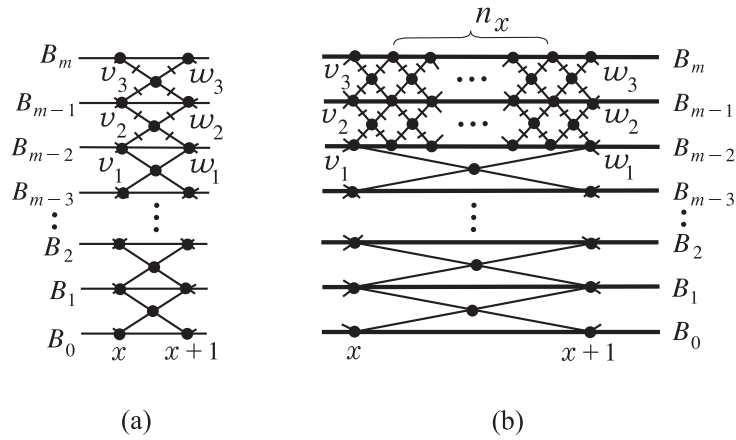 n_x
B_m v_3 w_3 v_3 w_3 B_m
B_{m-1} v_2 w_2 v_2 w_2 B_{m-1}
B_{m-2} v_1 w_1 v_1 w_1 B_{m-2}
B_{m-3} B_{m-3}
B_2 B_2
B_1 B_1
B_0 x x+1 x x+1 B_0
(a) (b)